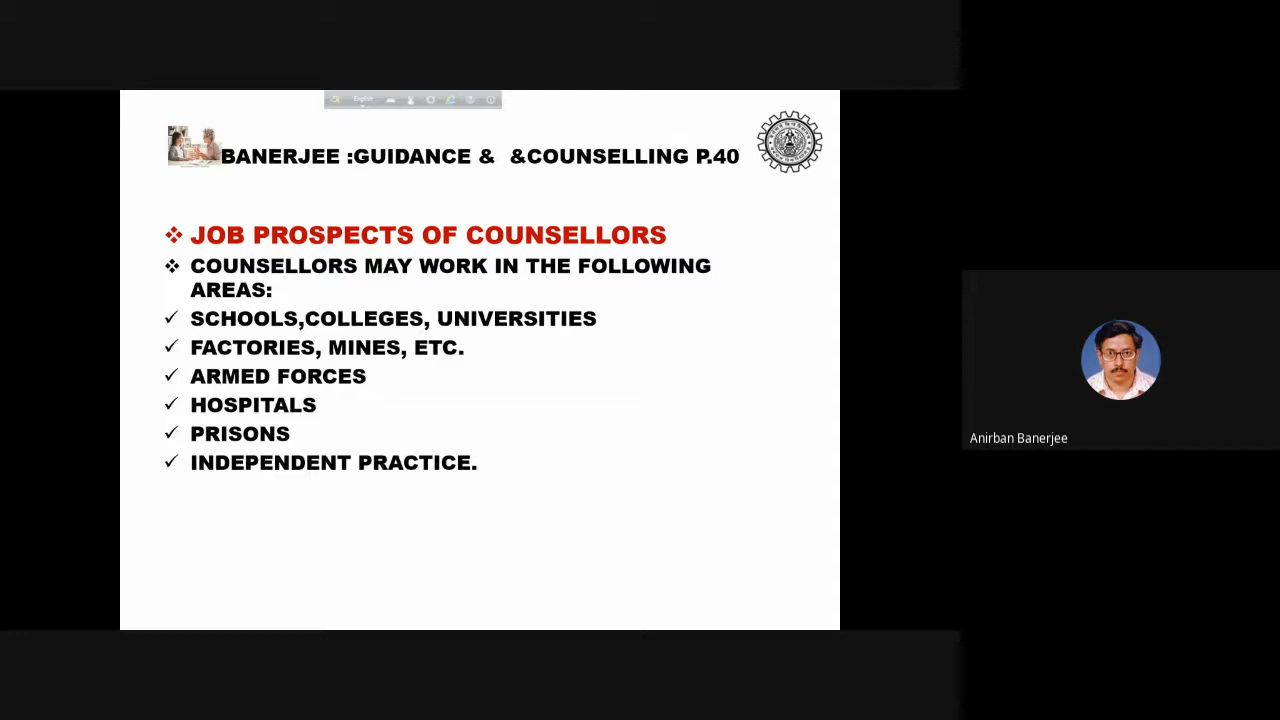 English
BANERJEE :GUIDANCE &  &COUNSELLING P.40
JOB PROSPECTS OF COUNSELLORS
COUNSELLORS MAY WORK IN THE FOLLOWING
AREAS:
SCHOOLS,COLLEGES, UNIVERSITIES
FACTORIES, MINES, ETC.
ARMED FORCES
HOSPITALS
PRISONS
INDEPENDENT PRACTICE.
Anirban Banerjee